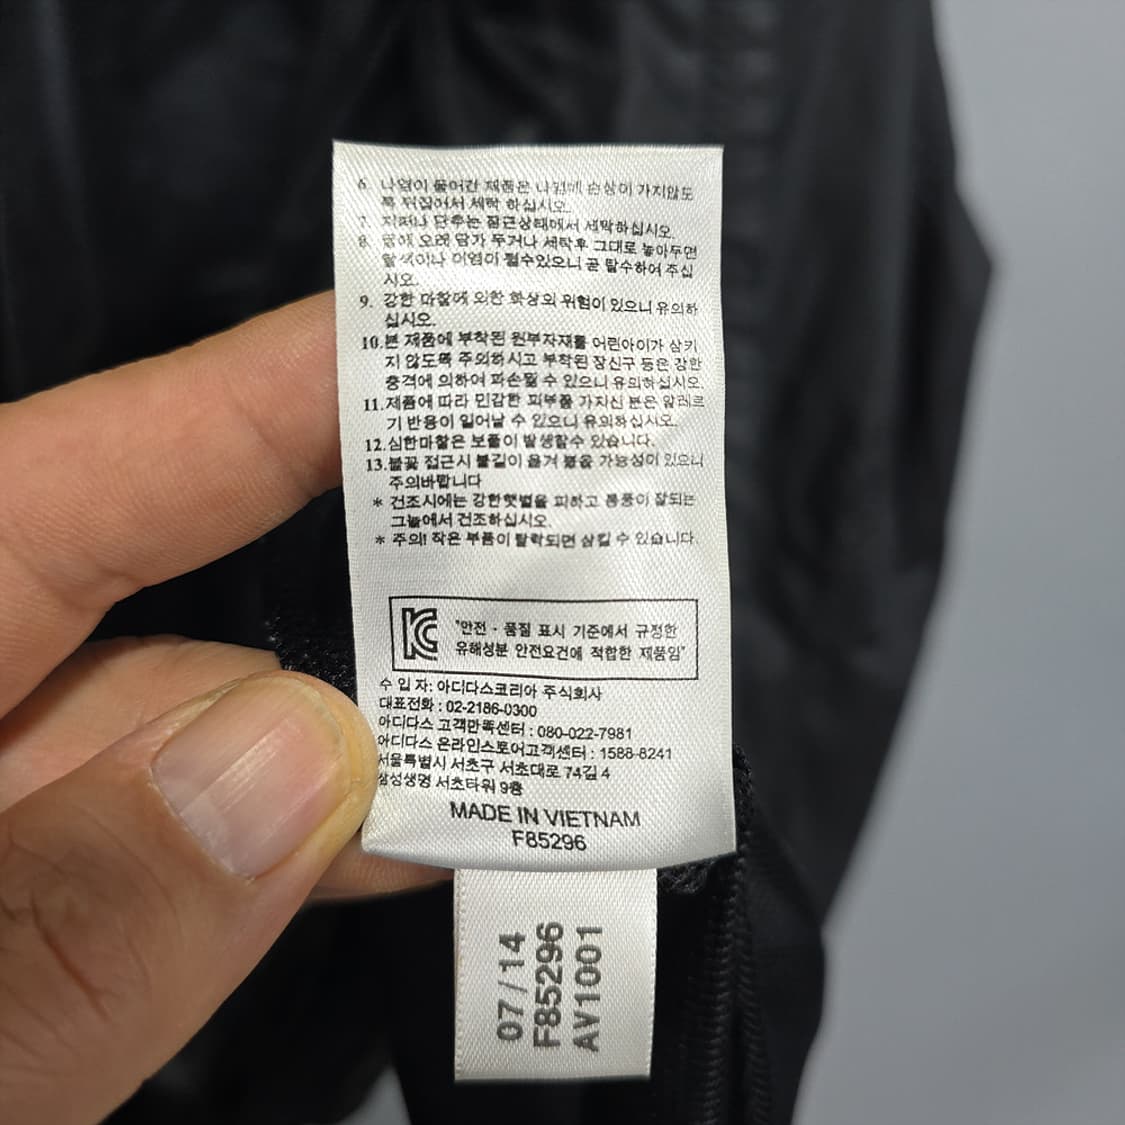 6. 나염이 들어간 제품은 나염에 손상이 가지않도
록 뒤집어서 세탁 하십시오.
7. 지퍼나 단추는 잠근상태에서 세탁하십시오.
8. 물에 오래 담가 두거나 세탁후 그대로 놓아두면
탈색이나 이염이 될수있으니 곧 탈수하여 주십
시오.
9. 강한 마찰에 의한 화상의 위험이 있으니 유의하
십시오.
10.본 제품에 부착된 원부자재를 어린아이가 삼키
지 않도록 주의하시고 부착된 장신구 등은 강한
충격에 의하여 파손될 수 있으니 유의하십시오.
11.제품에 따라 민감한 피부를 가지신 분은 알레르
기 반응이 일어날 수 있으니 유의하십시오.
12.심한마찰은 보풀이 발생할수 있습니다.
13.불꽃 접근시 불길이 옮겨 붙을 가능성이 있으니
주의바랍니다
* 건조시에는 강한햇볕을 피하고 통풍이 잘되는
그늘에서 건조하십시오.
* 주의! 작은 부품이 탈락되면 삼킬 수 있습니다.
KC "안전·품질 표시 기준에서 규정한
유해성분 안전요건에 적합한 제품임"
수 입 자: 아디다스코리아 주식회사
대표전화 : 02-2186-0300
아디다스 고객만족센터 : 080-022-7981
아디다스 온라인스토어고객센터 : 1588-8241
서울특별시 서초구 서초대로 74길 4
삼성생명 서초타워 9층
MADE IN VIETNAM
F85296
07/14
F85296
AV1001